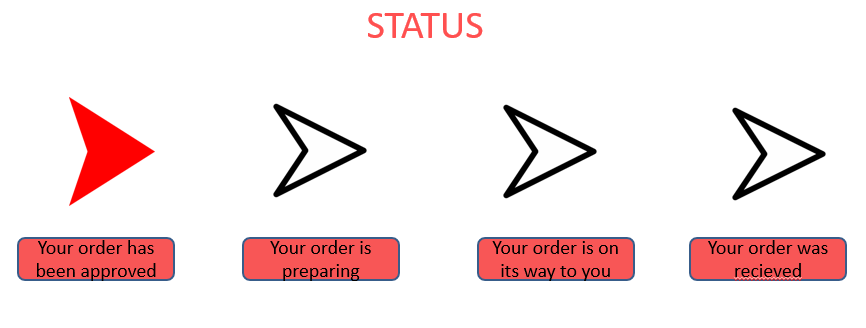 STATUS
Your order has
been approved
Your order is
preparing
Your order is on
its way to you
Your order was
recieved